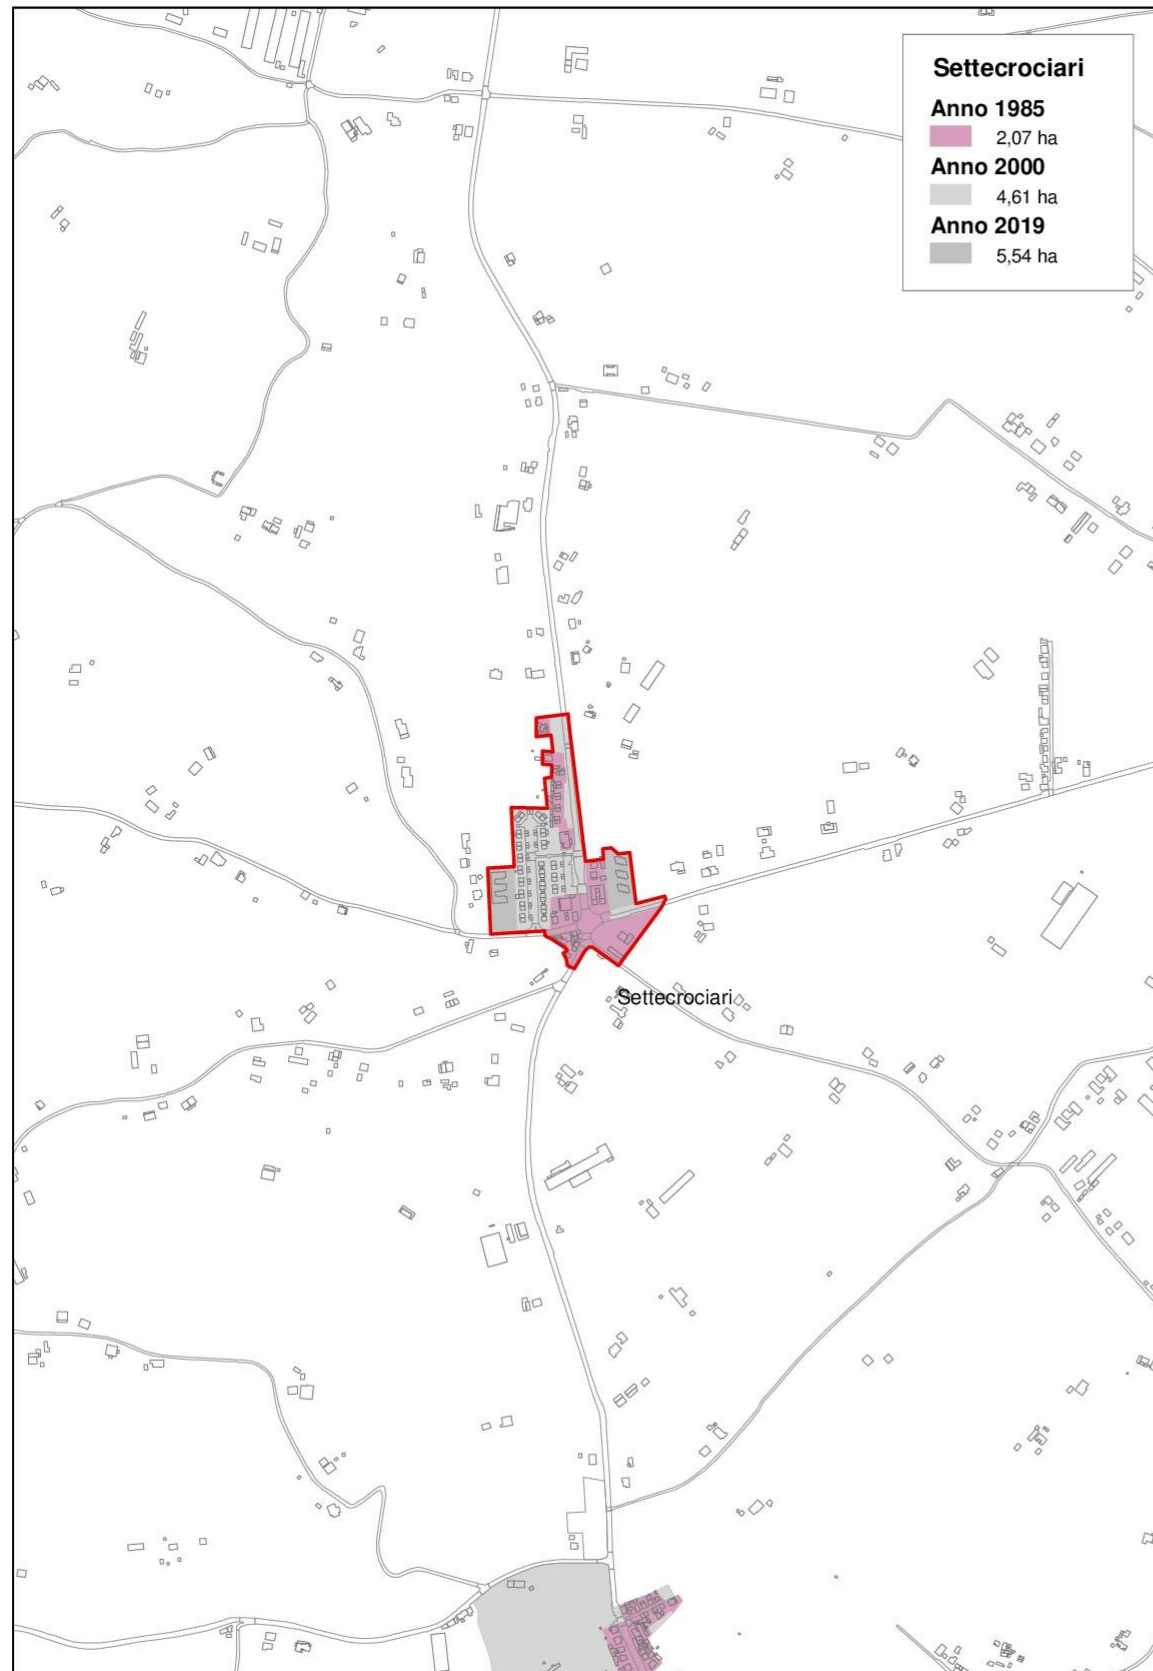 Settecrociari
Anno 1985
2,07 ha
Anno 2000
4,61 ha
Anno 2019
5,54 ha
Settecrociari